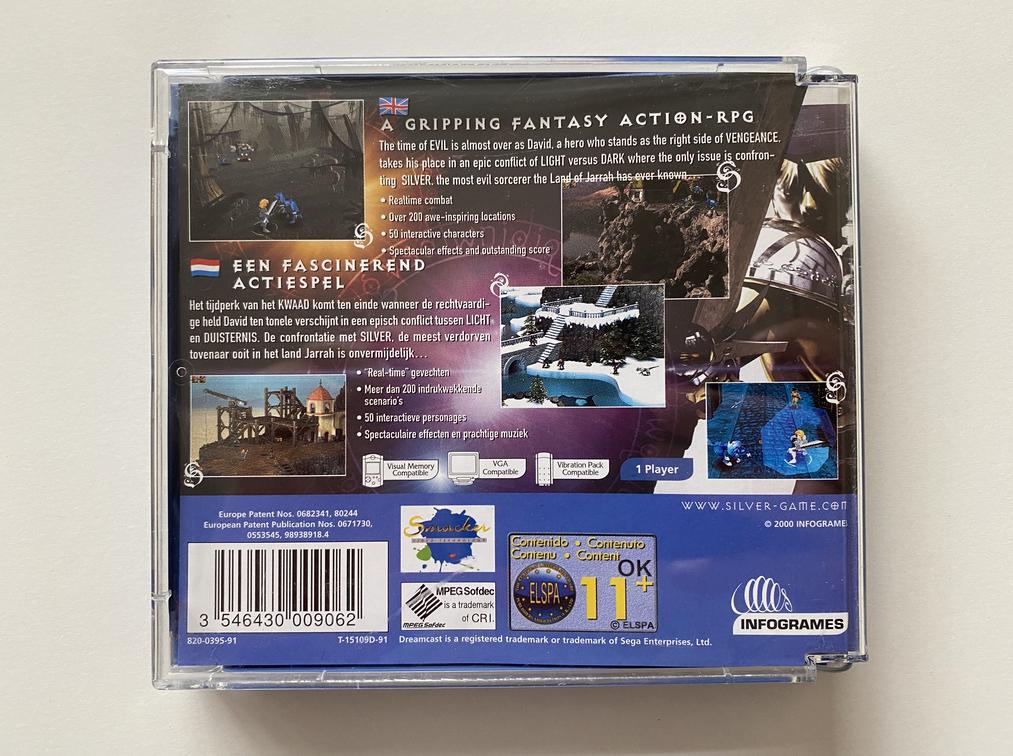 A GRIPPING FANTASY ACTION-RPG
The time of EVIL is almost over as David, a hero who stands as the right side of VENGEANCE,
takes his place in an epic conflict of LIGHT versus DARK where the only issue is confron-
ting SILVER, the most evil sorcerer the Land of Jarrah has ever known...
• Realtime combat
• Over 200 awe-inspiring locations
• 50 interactive characters
• Spectacular effects and outstanding score
EEN FASCINEREND
ACTIESPEL
Het tijdperk van het KWAAD komt ten einde wanneer de rechtvaardi-
ge held David ten tonele verschijnt in een episch conflict tussen LICHT
en DUISTERNIS. De confrontatie met SILVER, de meest verdorven
tovenaar ooit in het land Jarrah is onvermijdelijk...
• "Real-time" gevechten
• Meer dan 200 indrukwekkende
scenario's
• 50 interactieve personages
• Spectaculaire effecten en prachtige muziek
Visual Memory
Compatible
VGA
Compatible
Vibration Pack
Compatible
1 Player
WWW.SILVER-GAME.COM
© 2000 INFOGRAME
Europe Patent Nos. 0682341, 80244
European Patent Publication Nos. 0671730,
0553545, 98938918.4
Smacker
VIDEO TECHNOLOGY
MPEG Sofdec
is a trademark
of CRI.
MPEG Sofdec
Contenido • Contenuto
Contenu • Content
OK
ELSPA
11+
© ELSPA
INFOGRAMES
3 546430 009062
820-0395-91
T-15109D-91
Dreamcast is a registered trademark or trademark of Sega Enterprises, Ltd.